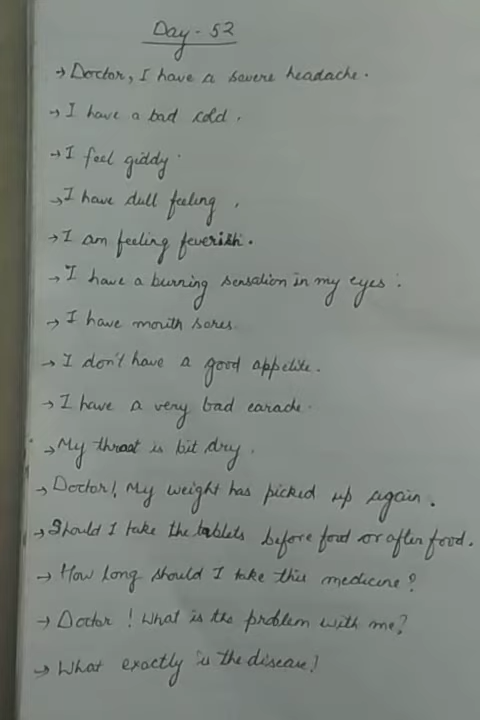 Day - 52
→ Doctor, I have a severe headache.
→ I have a bad cold.
→ I feel giddy.
→ I have dull feeling,
→ I am feeling feverish.
→ I have a burning sensation in my eyes.
→ I have mouth sores.
→ I don't have a good appetite.
→ I have a very bad earache.
→ My throat is bit dry.
→ Doctor! My weight has picked up again.
→ Should I take the tablets before food or after food.
→ How long should I take this medicine?
→ Doctor! What is the problem with me?
→ What exactly is the disease?